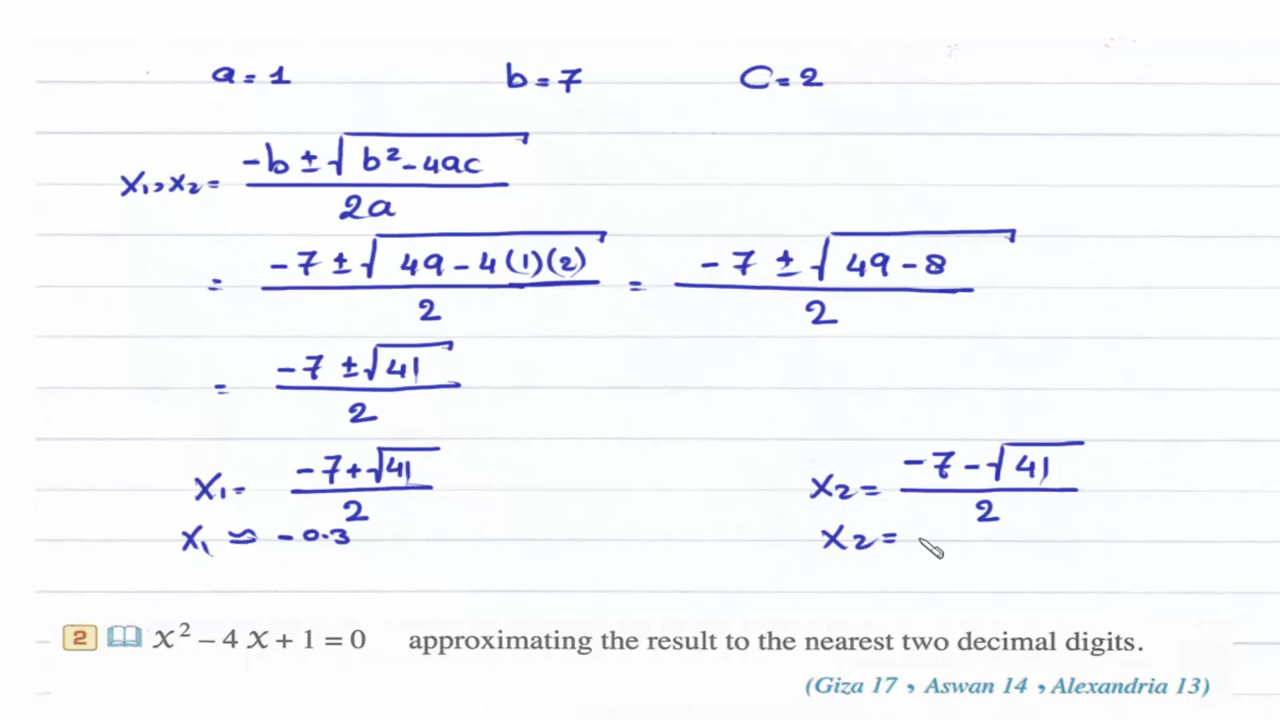 a = 1 b = 7 C = 2
x₁, x₂ = (-b ± √(b² - 4ac)) / 2a
= (-7 ± √(49 - 4(1)(2))) / 2 = (-7 ± √(49 - 8)) / 2
= (-7 ± √41) / 2
x₁ = (-7 + √41) / 2 x₂ = (-7 - √41) / 2
x₁ ≃ -0.3 x₂ =
2 x² – 4 x + 1 = 0 approximating the result to the nearest two decimal digits.
(Giza 17 , Aswan 14 , Alexandria 13)